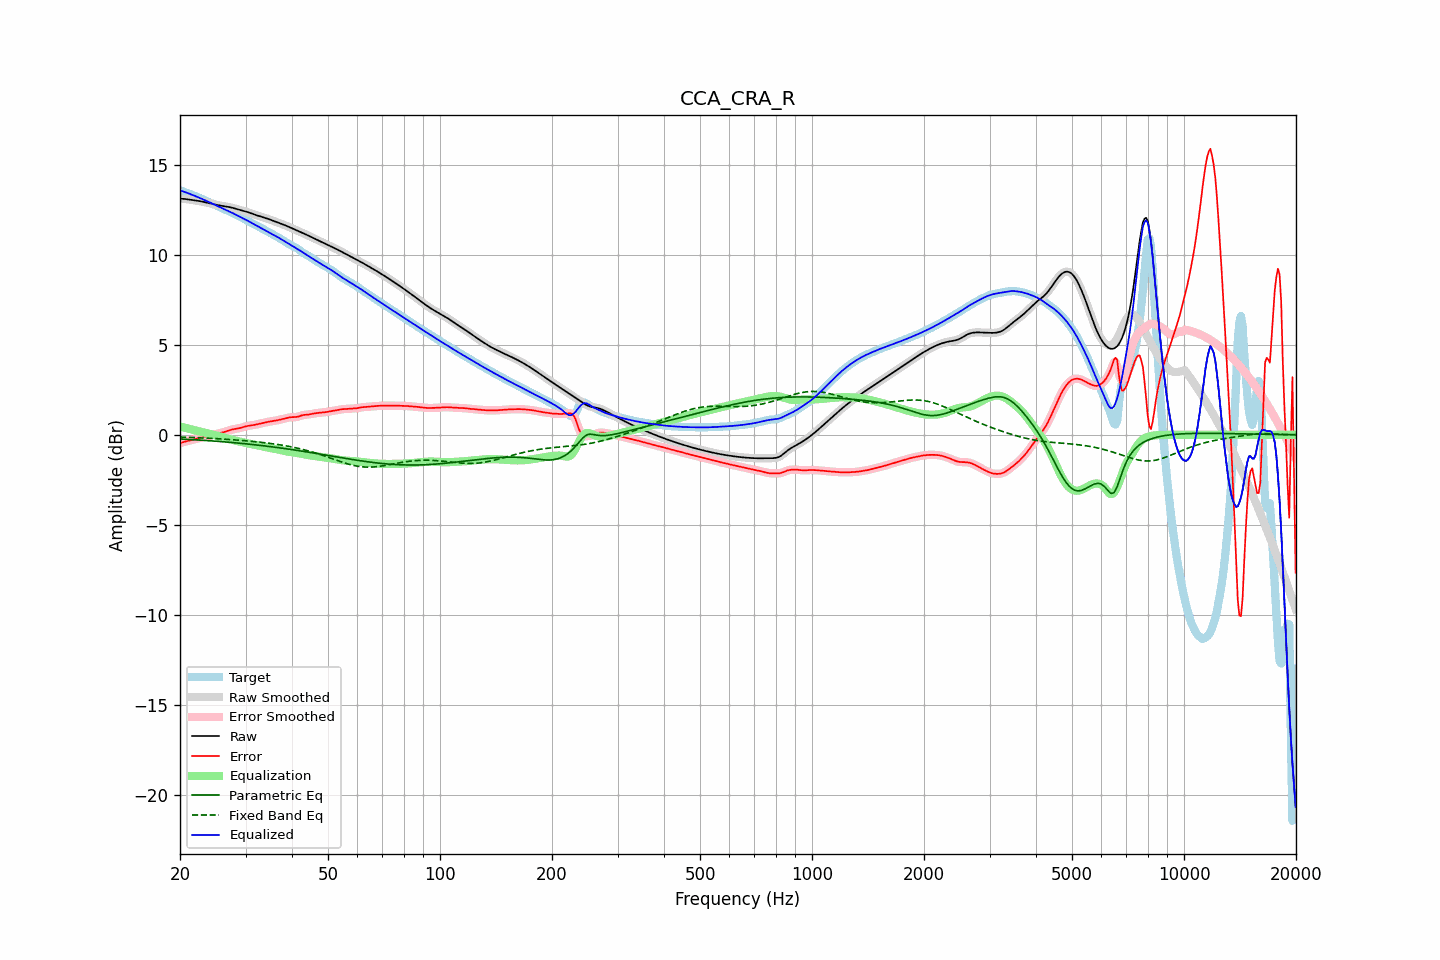 CCA_CRA_R
Amplitude (dBr)
15
10
5
0
−5
−10
−15
−20
Target
Raw Smoothed
Error Smoothed
Raw
Error
Equalization
Parametric Eq
Fixed Band Eq
Equalized
20 50 100 200 500 1000 2000 5000 10000 20000
Frequency (Hz)